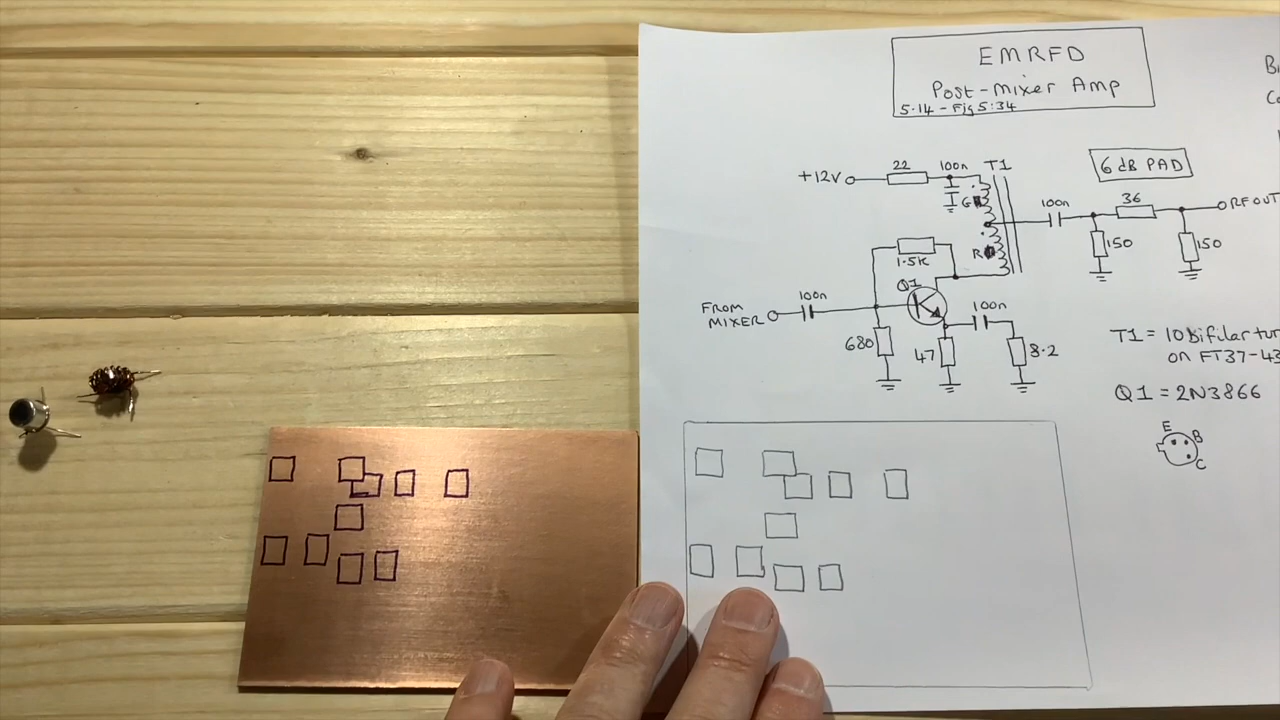 EMRFD
Post-mixer Amp
5.14 - Fig 5:34
6 dB PAD
+12V
22
100n
T1
G
R
100n
36
RF OUT
150
150
1.5K
Q1
FROM
MIXER
100n
680
47
100n
8.2
T1 = 10 bifilar
on FT37-43
Q1 = 2N3866
E
B
C